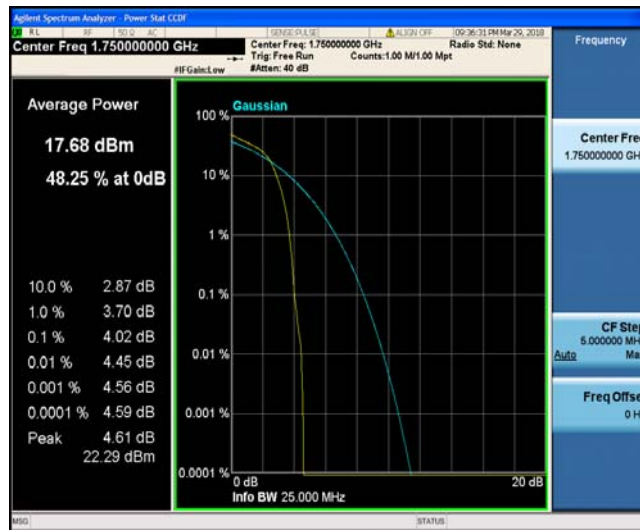 Agilent Spectrum Analyzer - Power Stat CCDF
RL RF 50 Ω AC SENSE:PULSE ALIGN OFF 09:36:31 PM Mar 29, 2018
Center Freq 1.750000000 GHz
Center Freq: 1.750000000 GHz Radio Std: None
Trig: Free Run Counts:1.00 M/1.00 Mpt
#IFGain:Low #Atten: 40 dB
Frequency
Average Power
17.68 dBm
48.25 % at 0dB
10.0 % 2.87 dB
1.0 % 3.70 dB
0.1 % 4.02 dB
0.01 % 4.45 dB
0.001 % 4.56 dB
0.0001 % 4.59 dB
Peak 4.61 dB
22.29 dBm
Gaussian
100 %
10 %
1 %
0.1 %
0.01 %
0.001 %
0.0001 %
0 dB 20 dB
Info BW 25.000 MHz
Center Fre
1.750000000 GH
CF Step
5.000000 MH
Auto Ma
Freq Offse
0 H
MSG STATUS